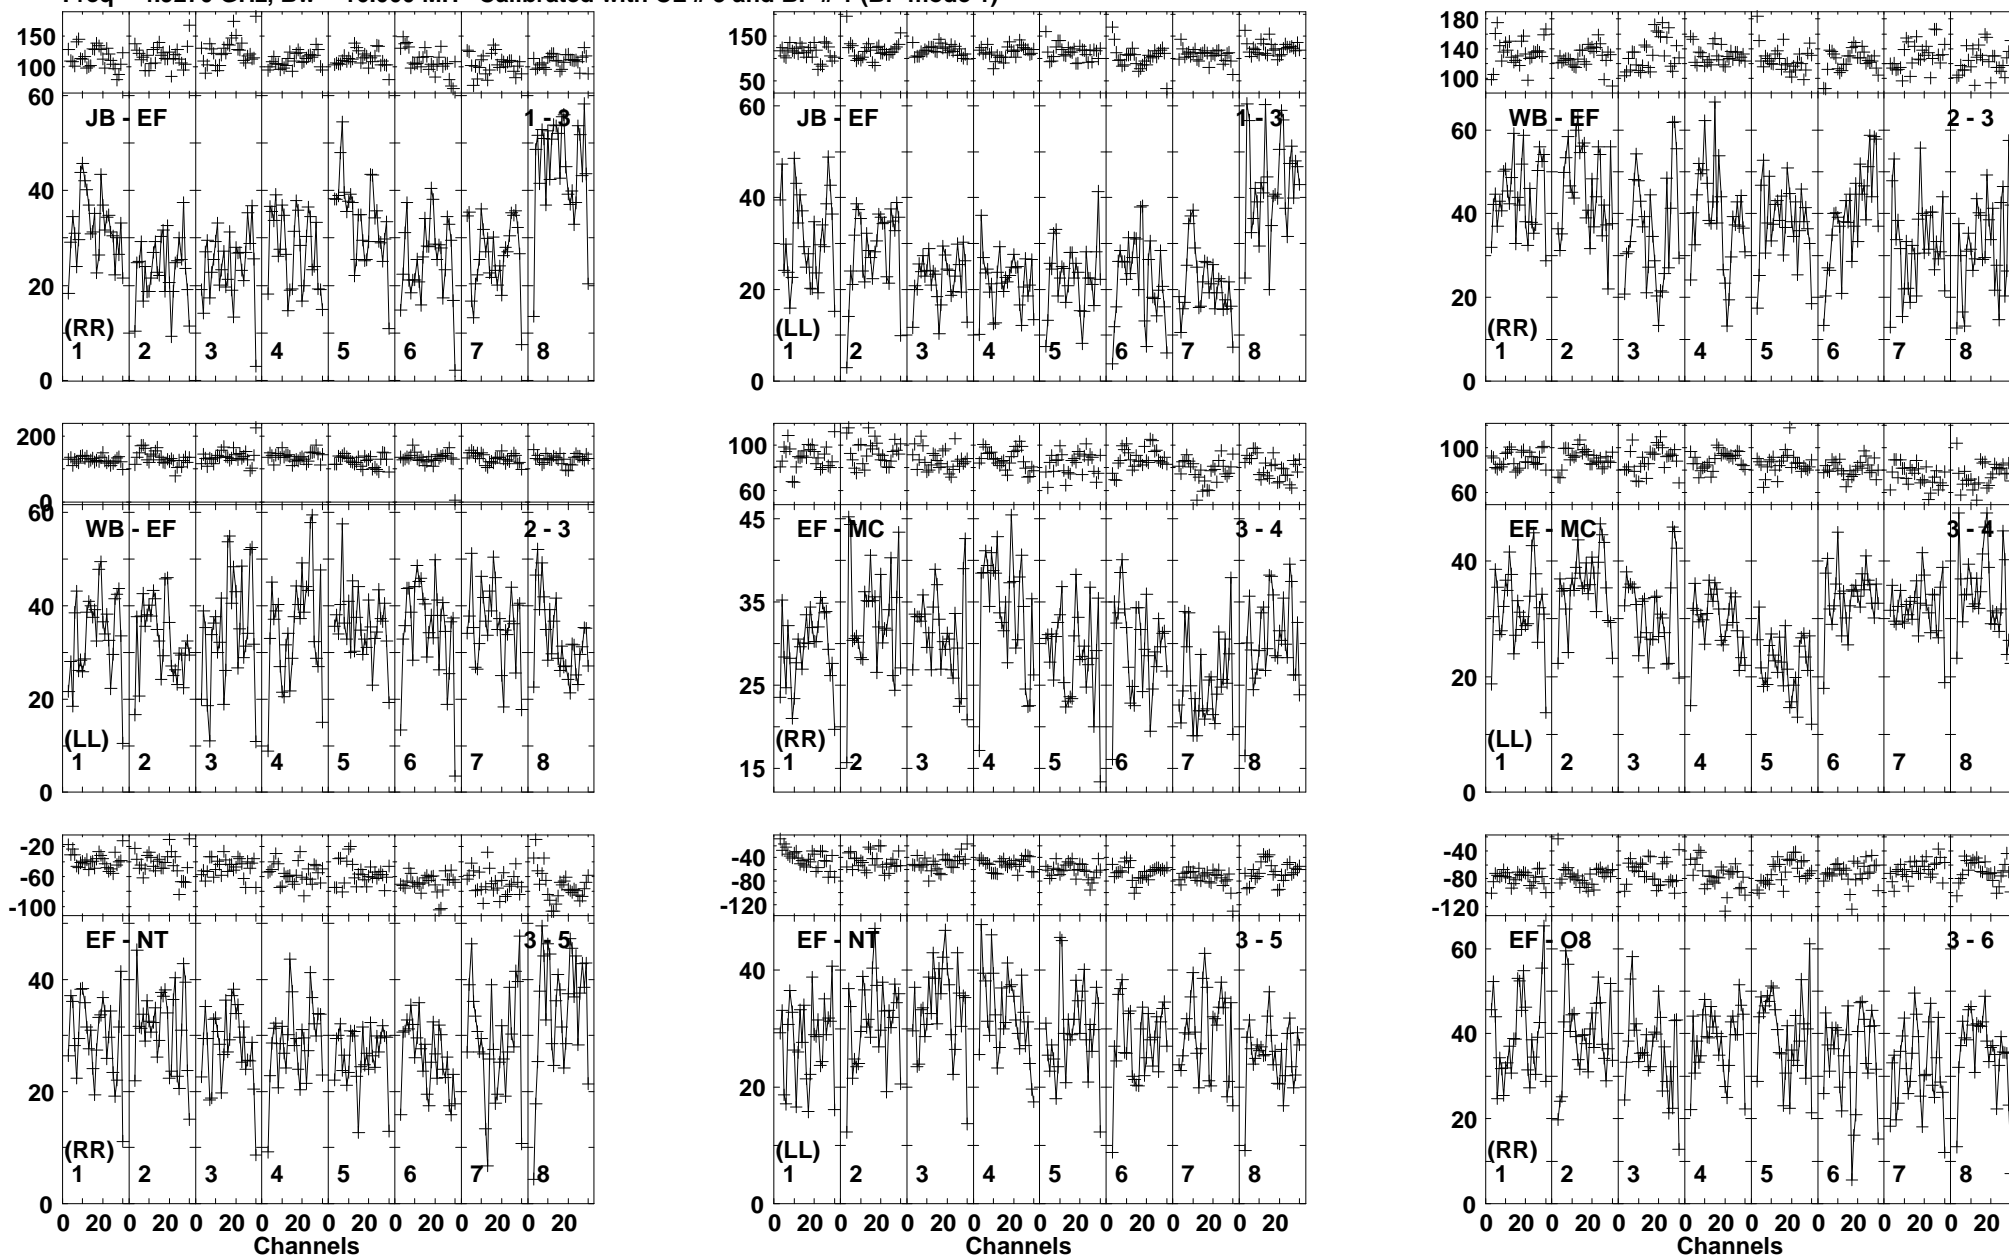 150 100 150 50 180 140 100
60 40 20 0 JB - EF 1 - 3 (RR) 1 2 3 4 5 6 7 8
60 40 20 0 JB - EF 1 - 3 (LL) 1 2 3 4 5 6 7 8
60 40 20 0 WB - EF 2 - 3 (RR) 1 2 3 4 5 6 7 8
200 0 100 60 100 60
60 40 20 0 WB - EF 2 - 3 (LL) 1 2 3 4 5 6 7 8
45 35 25 15 EF - MC 3 - 4 (RR) 1 2 3 4 5 6 7 8
40 20 0 EF - MC 3 - 4 (LL) 1 2 3 4 5 6 7 8
-20 -60 -100 -40 -80 -120 -40 -80 -120
40 20 0 EF - NT 3 - 5 (RR) 1 2 3 4 5 6 7 8
40 20 0 EF - NT 3 - 5 (LL) 1 2 3 4 5 6 7 8
60 40 20 0 EF - O8 3 - 6 (RR) 1 2 3 4 5 6 7 8
0 20 0 20 0 20 0 20 0 20 0 20 0 20 0 20
0 20 0 20 0 20 0 20 0 20 0 20 0 20 0 20
0 20 0 20 0 20 0 20 0 20 0 20 0 20 0 20
Channels Channels Channels